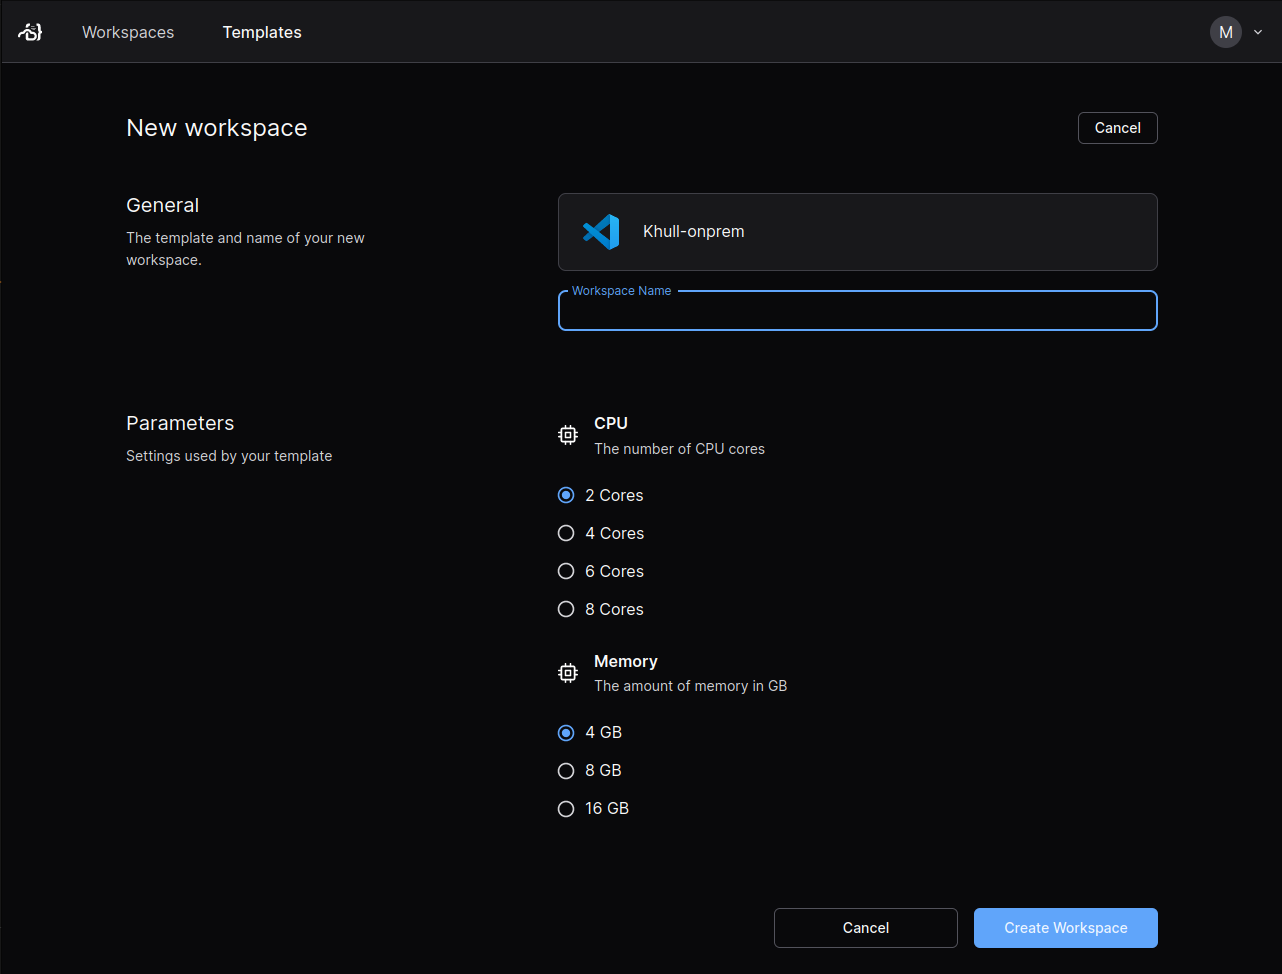 Workspaces
Templates
M
New workspace
Cancel
General
The template and name of your new
workspace.
Khull-onprem
Workspace Name
Parameters
Settings used by your template
CPU
The number of CPU cores
2 Cores
4 Cores
6 Cores
8 Cores
Memory
The amount of memory in GB
4 GB
8 GB
16 GB
Cancel
Create Workspace